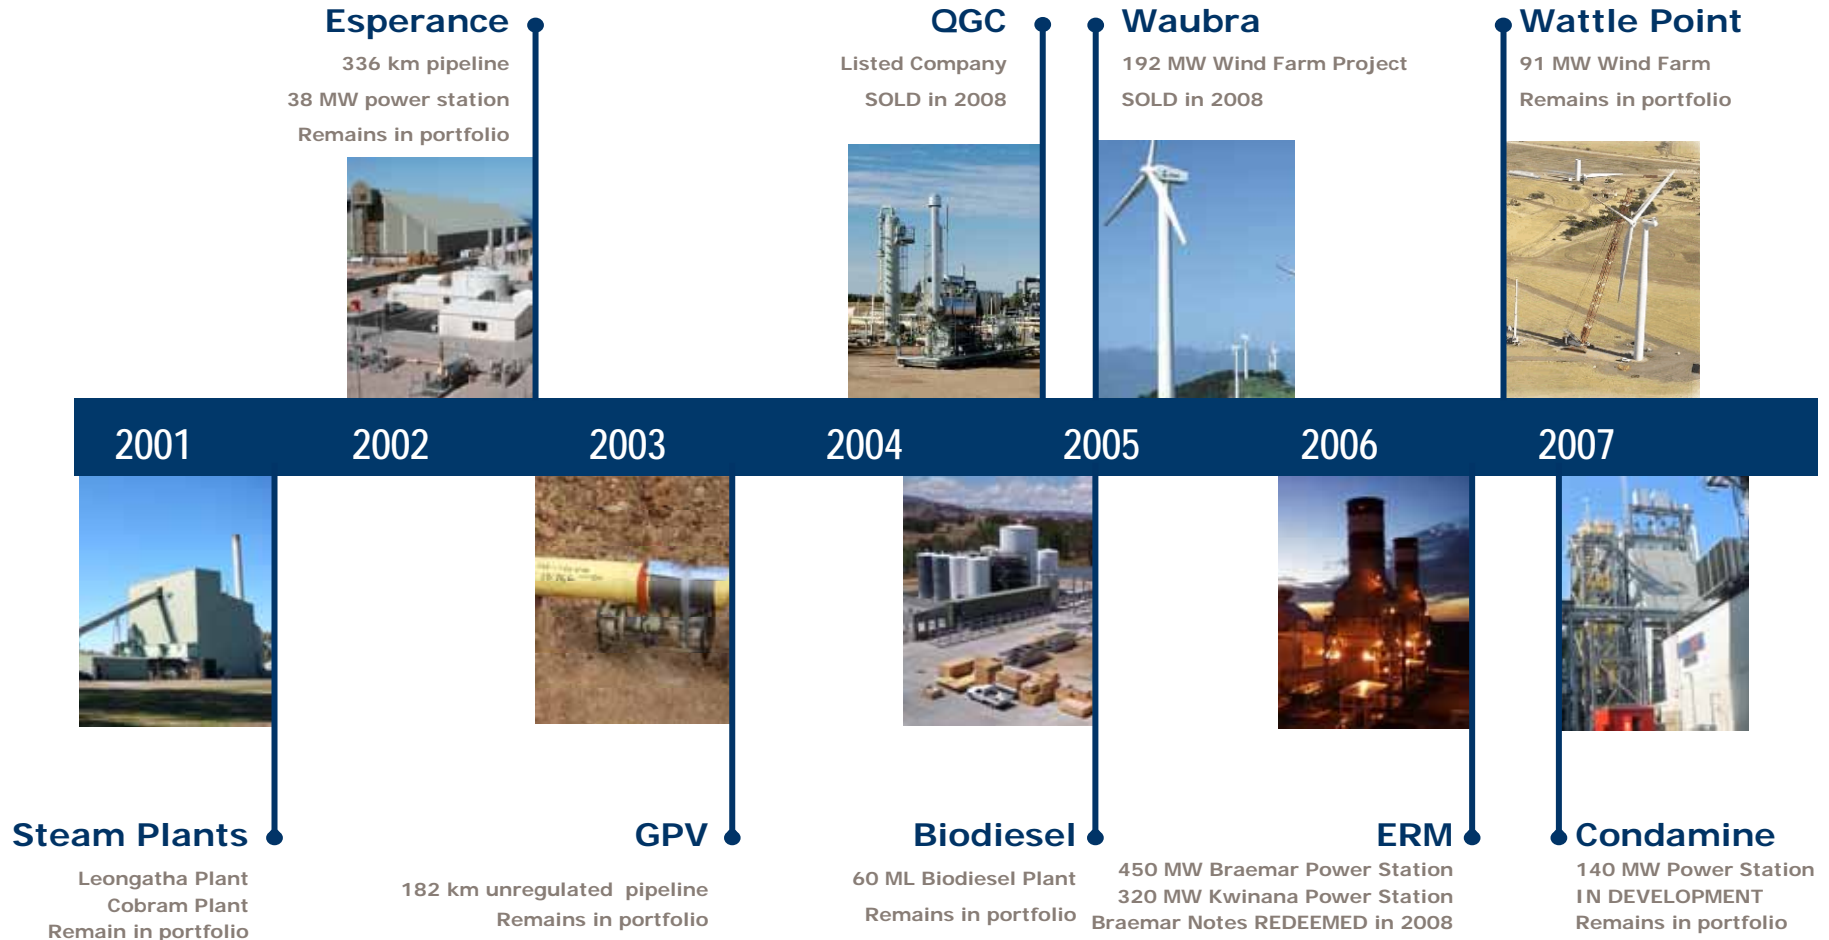 Esperance
336 km pipeline
38 MW power station
Remains in portfolio
QGC
Listed Company
SOLD in 2008
Waubra
192 MW Wind Farm Project
SOLD in 2008
Wattle Point
91 MW Wind Farm
Remains in portfolio
2001 2002 2003 2004 2005 2006 2007
Steam Plants
Leongatha Plant
Cobram Plant
Remain in portfolio
GPV
182 km unregulated pipeline
Remains in portfolio
Biodiesel
60 ML Biodiesel Plant
Remains in portfolio
ERM
450 MW Braemar Power Station
320 MW Kwinana Power Station
Braemar Notes REDEEMED in 2008
Condamine
140 MW Power Station
IN DEVELOPMENT
Remains in portfolio